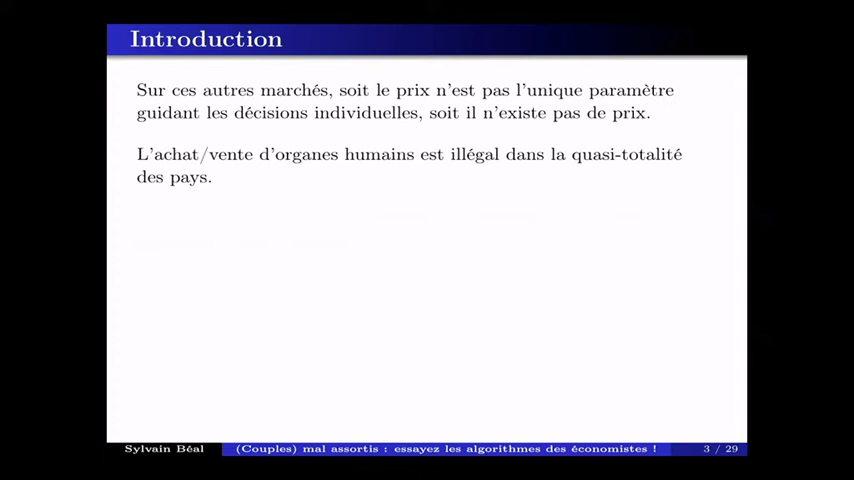 Introduction
Sur ces autres marchés, soit le prix n'est pas l'unique paramètre
guidant les décisions individuelles, soit il n'existe pas de prix.
L'achat/vente d'organes humains est illégal dans la quasi-totalité
des pays.
Sylvain Béal (Couples) mal assortis : essayez les algorithmes des économistes ! 3 / 29